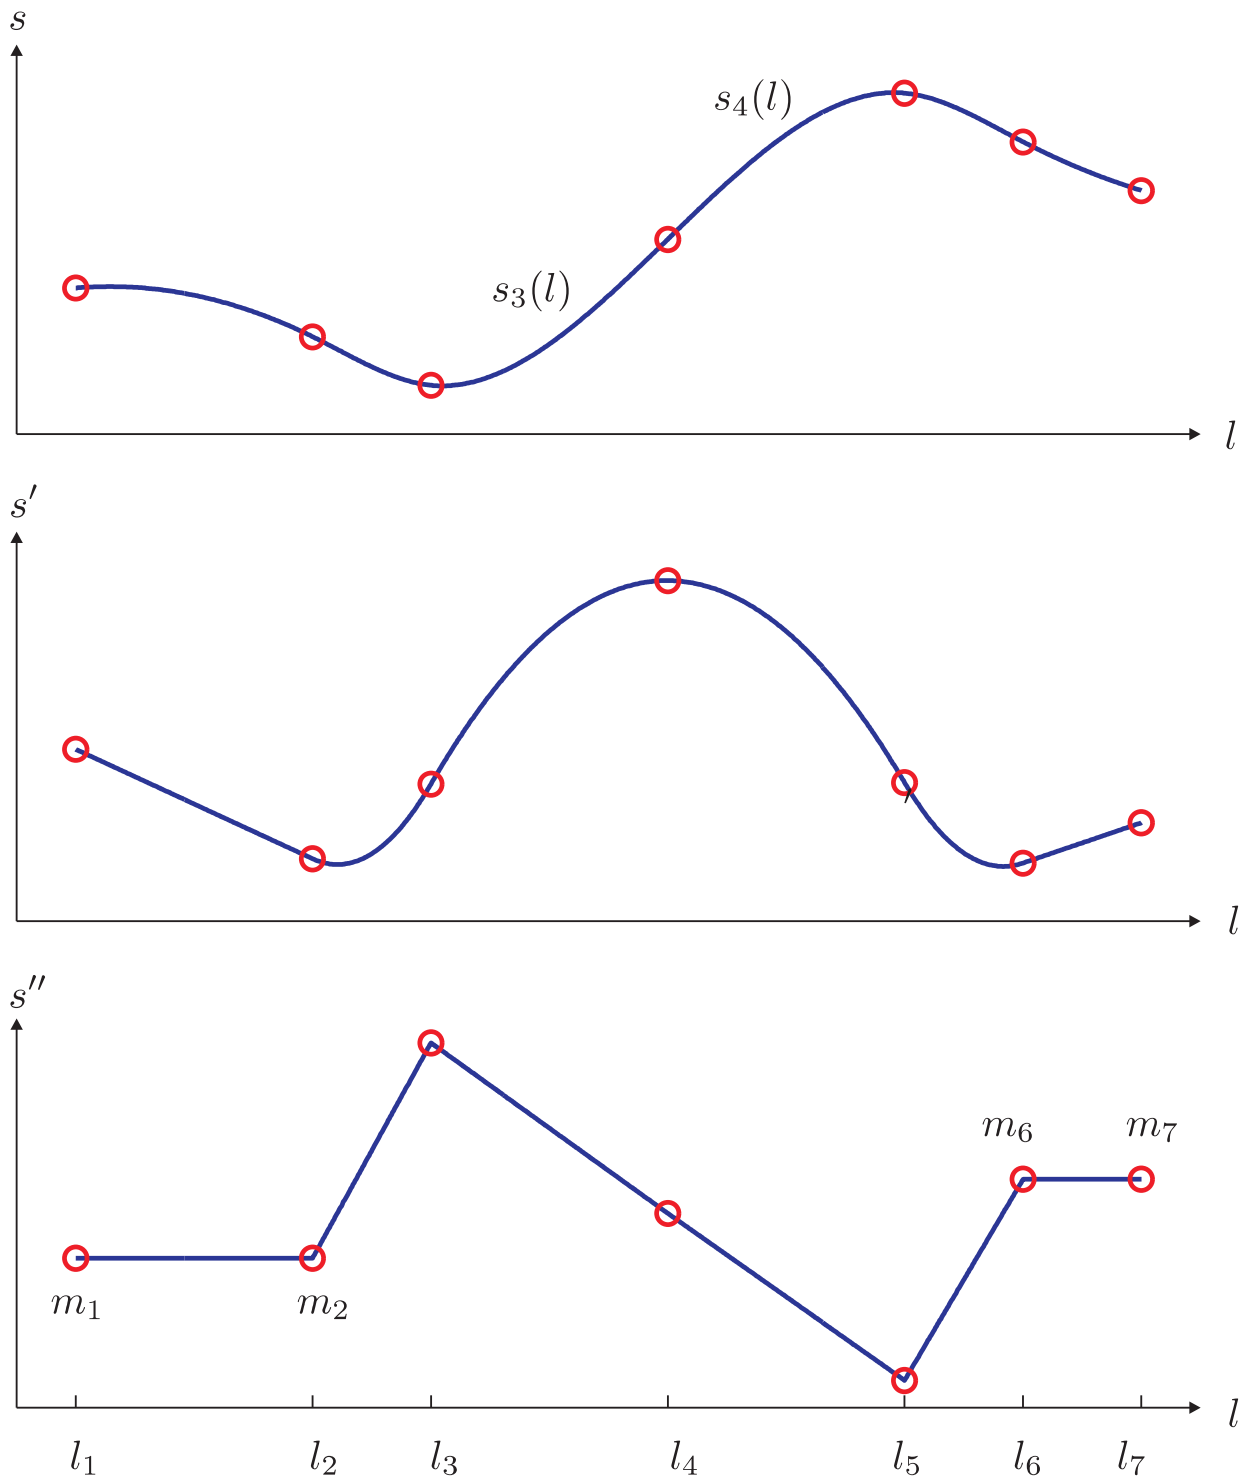 s
s₄(l)
s₃(l)
l
s′
l
s″
m₆ m₇
m₁ m₂
l
l₁ l₂ l₃ l₄ l₅ l₆ l₇